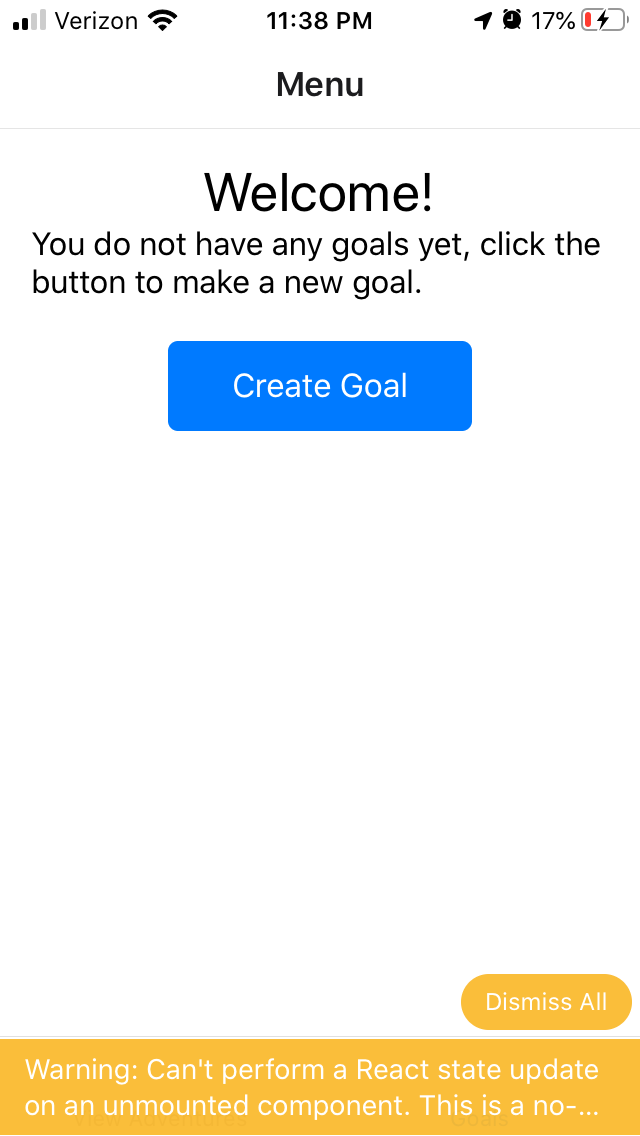 Verizon 11:38 PM 17%
Menu
Welcome!
You do not have any goals yet, click the
button to make a new goal.
Create Goal
Dismiss All
Warning: Can't perform a React state update
on an unmounted component. This is a no-...
View Adventures Goals